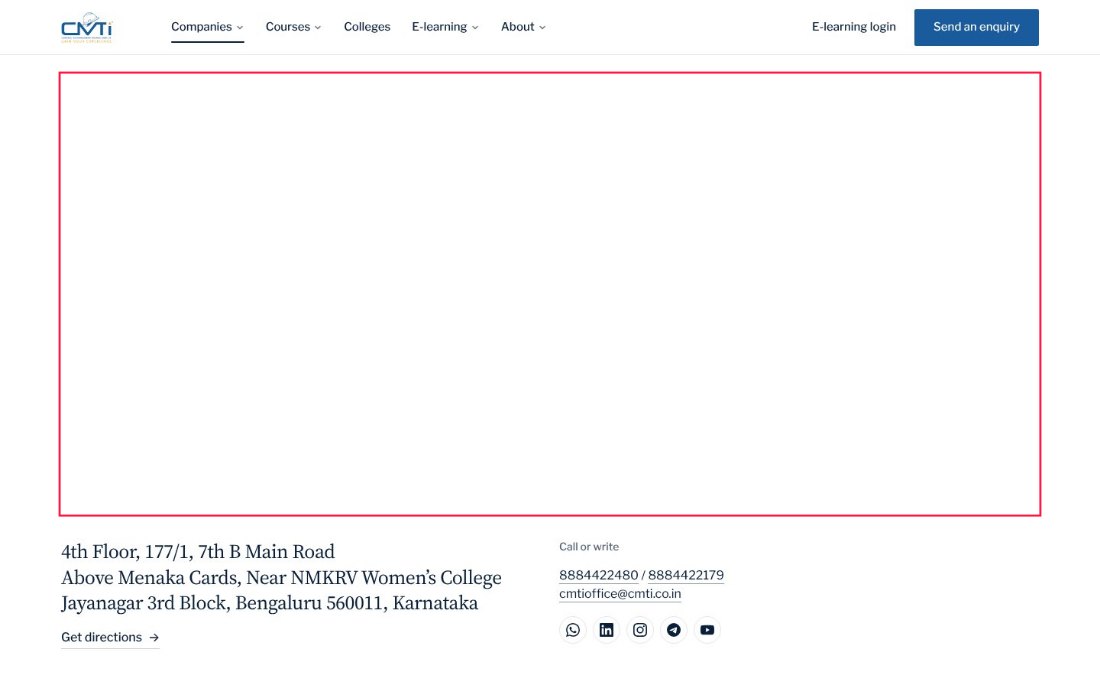 CMTi
Companies
Courses
Colleges
E-learning
About
E-learning login
Send an enquiry
4th Floor, 177/1, 7th B Main Road
Above Menaka Cards, Near NMKRV Women’s College
Jayanagar 3rd Block, Bengaluru 560011, Karnataka
Get directions →
Call or write
8884422480 / 8884422179
cmtioffice@cmti.co.in